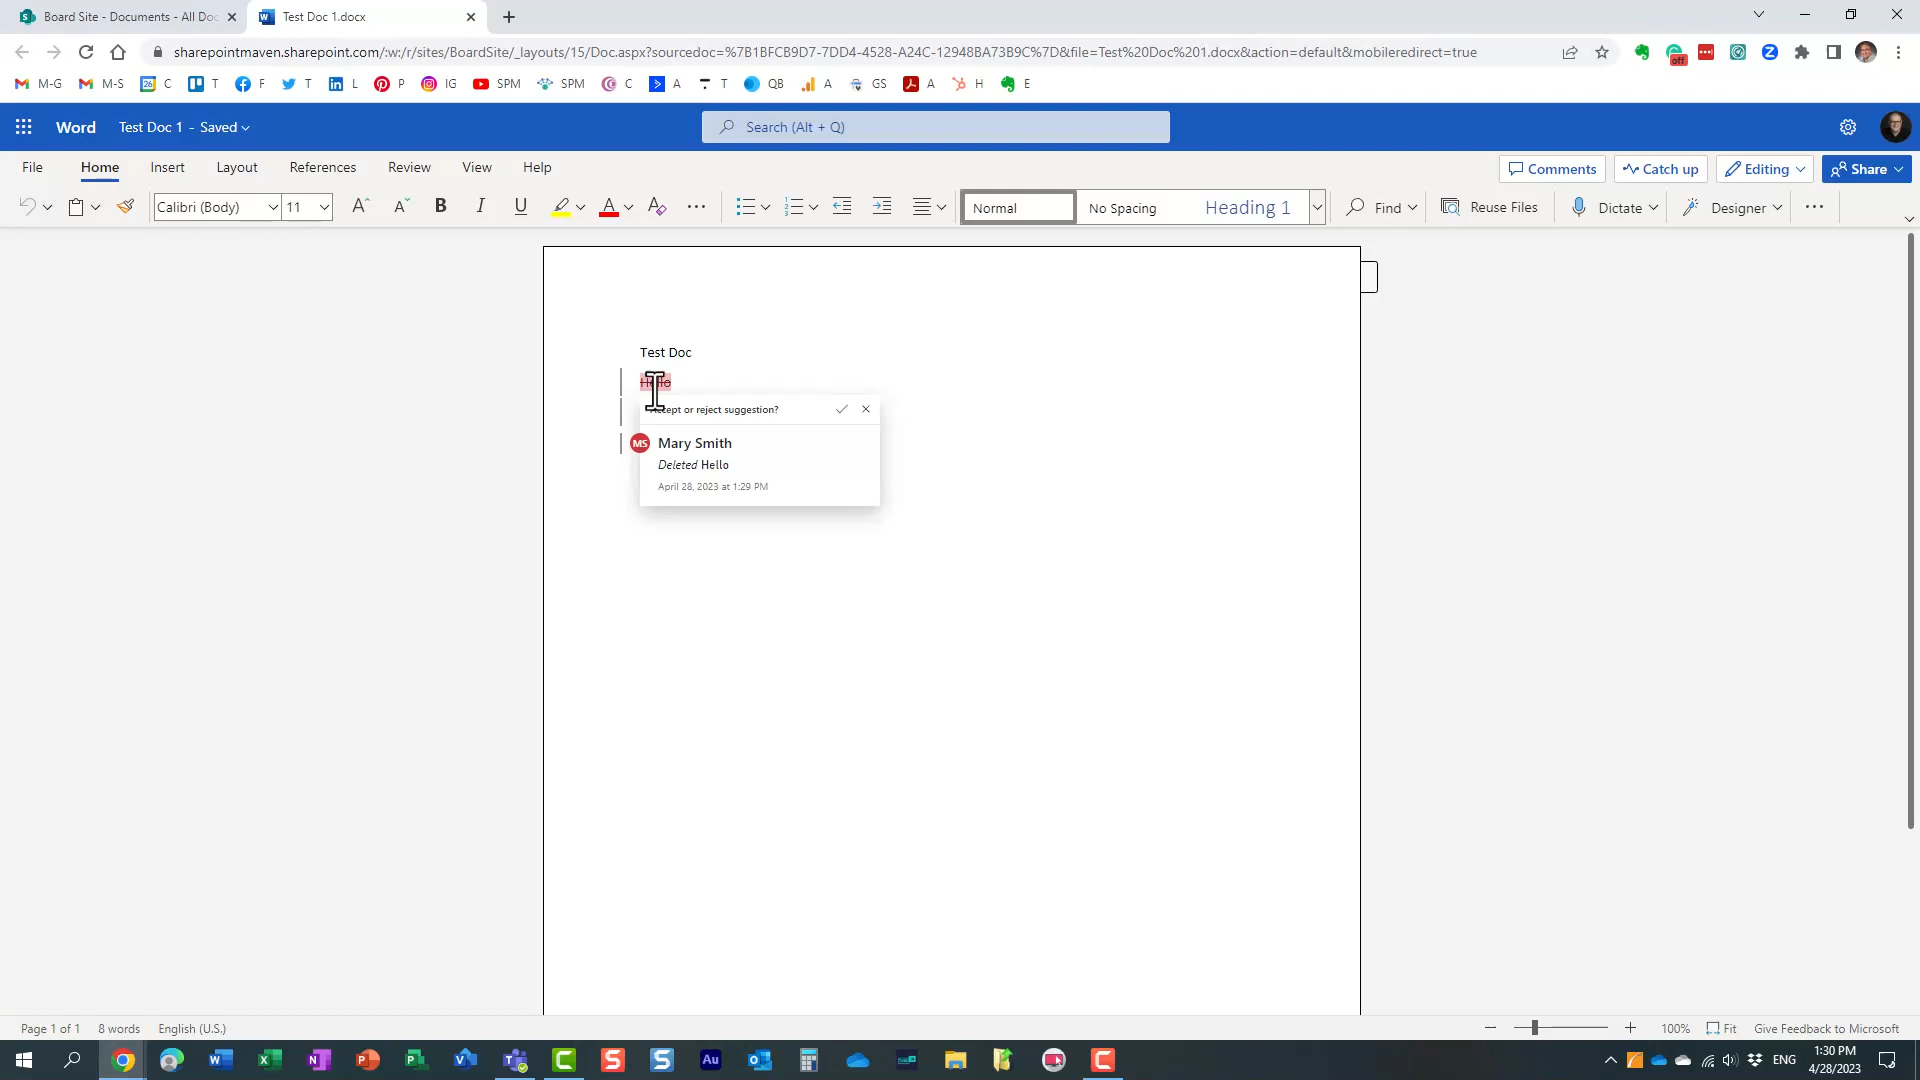 Board Site - Documents - All Doc
Test Doc 1.docx
sharepointmaven.sharepoint.com/:w:/r/sites/BoardSite/_layouts/15/Doc.aspx?sourcedoc=%7B1BFCB9D7-7DD4-4528-A24C-12948BA73B9C%7D&file=Test%20Doc%201.docx&action=default&mobileredirect=true
off
M-G M-S 26 C T F T L P IG SPM SPM C A T QB A GS A H E
Word Test Doc 1 - Saved
Search (Alt + Q)
File Home Insert Layout References Review View Help
Comments Catch up Editing Share
Calibri (Body) 11 B I U A Normal No Spacing Heading 1 Find Reuse Files Dictate Designer
Test Doc
Hello
Accept or reject suggestion?
MS Mary Smith
Deleted Hello
April 28, 2023 at 1:29 PM
Page 1 of 1 8 words English (U.S.)
100% Fit Give Feedback to Microsoft
ENG
1:30 PM
4/28/2023